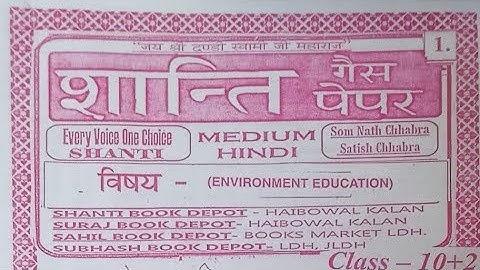 "जय श्री दण्डी स्वामी जी महाराज"
1.
शान्ति गैस पेपर
Every Voice One Choice
SHANTI
MEDIUM
HINDI
Som Nath Chhabra
Satish Chhabra
विषय - (ENVIRONMENT EDUCATION)
SHANTI BOOK DEPOT- HAIBOWAL KALAN
SURAJ BOOK DEPOT- HAIBOWAL KALAN
SAHIL BOOK DEPOT- BOOKS MARKET LDH.
SUBHASH BOOK DEPOT- LDH, JLDH
Class – 10+2